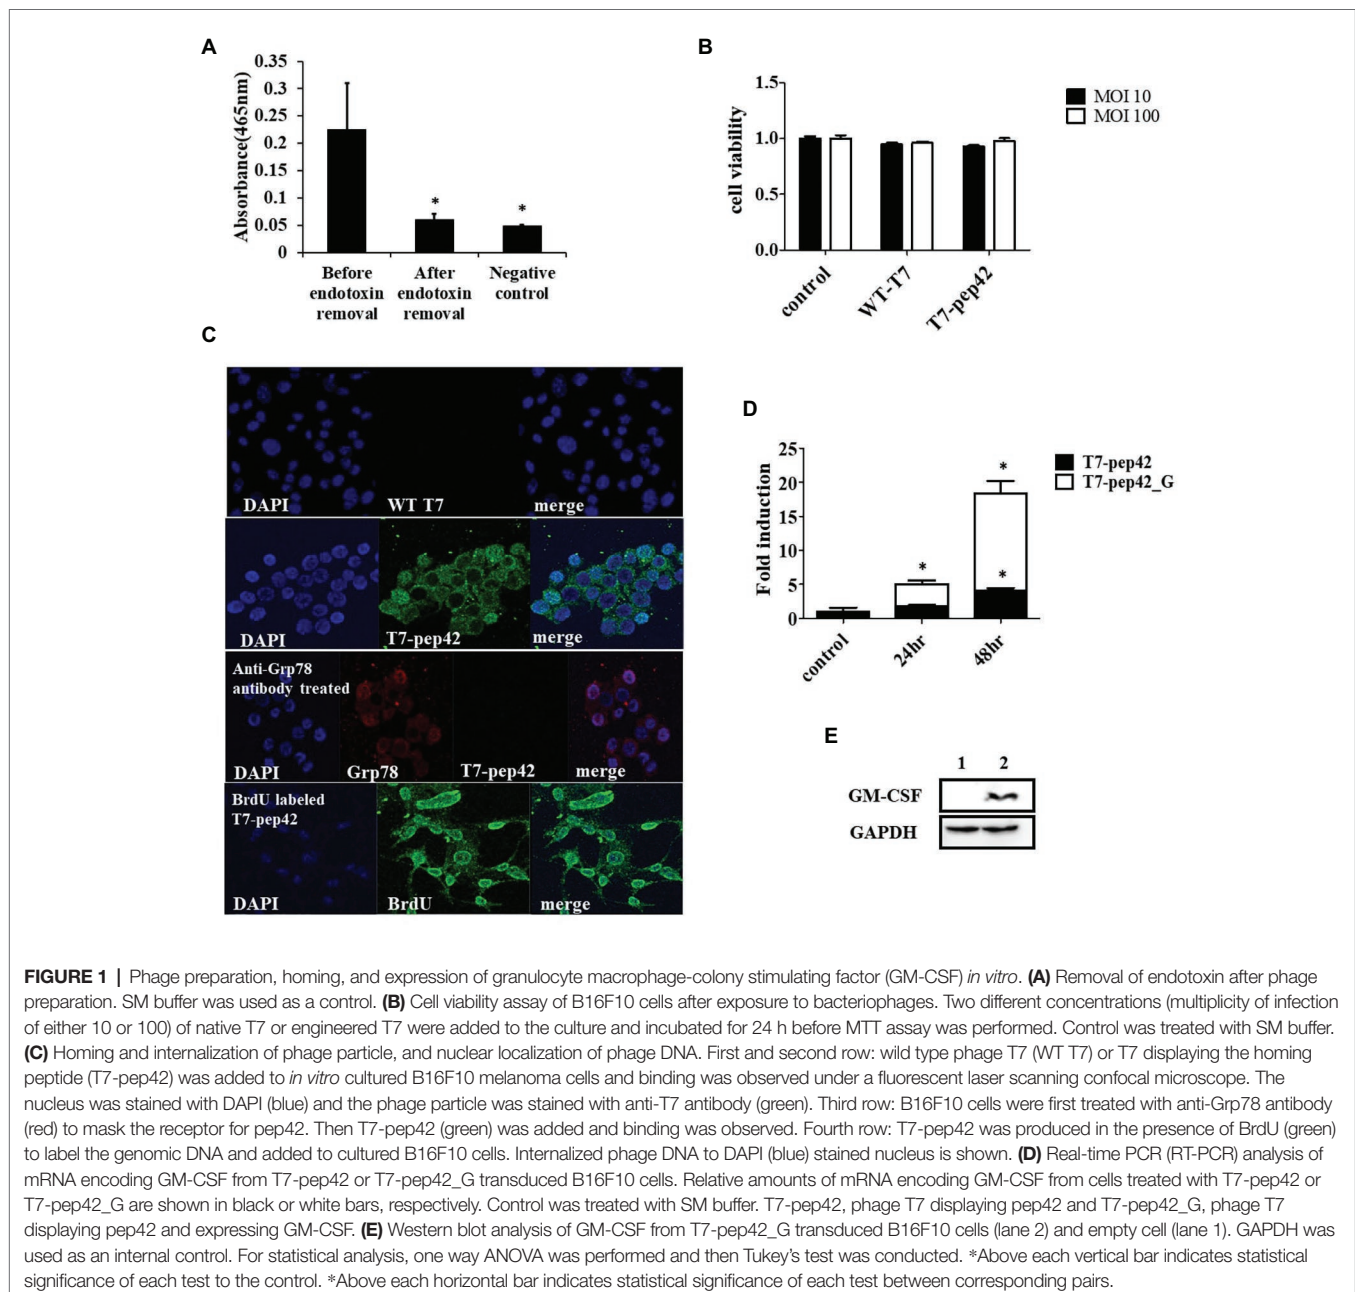 A
Absorbance(465nm)
0.35
0.3
0.25
0.2
0.15
0.1
0.05
0
*
*
Before endotoxin removal
After endotoxin removal
Negative control
B
cell viability
1.5
1.0
0.5
0.0
control
WT-T7
T7-pep42
MOI 10
MOI 100
C
DAPI
WT T7
merge
DAPI
T7-pep42
merge
Anti-Grp78
antibody treated
DAPI
Grp78
T7-pep42
merge
BrdU labeled
T7-pep42
DAPI
BrdU
merge
D
Fold induction
25
20
15
10
5
0
*
*
*
control
24hr
48hr
T7-pep42
T7-pep42_G
E
1 2
GM-CSF
GAPDH
FIGURE 1 | Phage preparation, homing, and expression of granulocyte macrophage-colony stimulating factor (GM-CSF) in vitro. (A) Removal of endotoxin after phage
preparation. SM buffer was used as a control. (B) Cell viability assay of B16F10 cells after exposure to bacteriophages. Two different concentrations (multiplicity of infection
of either 10 or 100) of native T7 or engineered T7 were added to the culture and incubated for 24 h before MTT assay was performed. Control was treated with SM buffer.
(C) Homing and internalization of phage particle, and nuclear localization of phage DNA. First and second row: wild type phage T7 (WT T7) or T7 displaying the homing
peptide (T7-pep42) was added to in vitro cultured B16F10 melanoma cells and binding was observed under a fluorescent laser scanning confocal microscope. The
nucleus was stained with DAPI (blue) and the phage particle was stained with anti-T7 antibody (green). Third row: B16F10 cells were first treated with anti-Grp78 antibody
(red) to mask the receptor for pep42. Then T7-pep42 (green) was added and binding was observed. Fourth row: T7-pep42 was produced in the presence of BrdU (green)
to label the genomic DNA and added to cultured B16F10 cells. Internalized phage DNA to DAPI (blue) stained nucleus is shown. (D) Real-time PCR (RT-PCR) analysis of
mRNA encoding GM-CSF from T7-pep42 or T7-pep42_G transduced B16F10 cells. Relative amounts of mRNA encoding GM-CSF from cells treated with T7-pep42 or
T7-pep42_G are shown in black or white bars, respectively. Control was treated with SM buffer. T7-pep42, phage T7 displaying pep42 and T7-pep42_G, phage T7
displaying pep42 and expressing GM-CSF. (E) Western blot analysis of GM-CSF from T7-pep42_G transduced B16F10 cells (lane 2) and empty cell (lane 1). GAPDH was
used as an internal control. For statistical analysis, one way ANOVA was performed and then Tukey's test was conducted. *Above each vertical bar indicates statistical
significance of each test to the control. *Above each horizontal bar indicates statistical significance of each test between corresponding pairs.